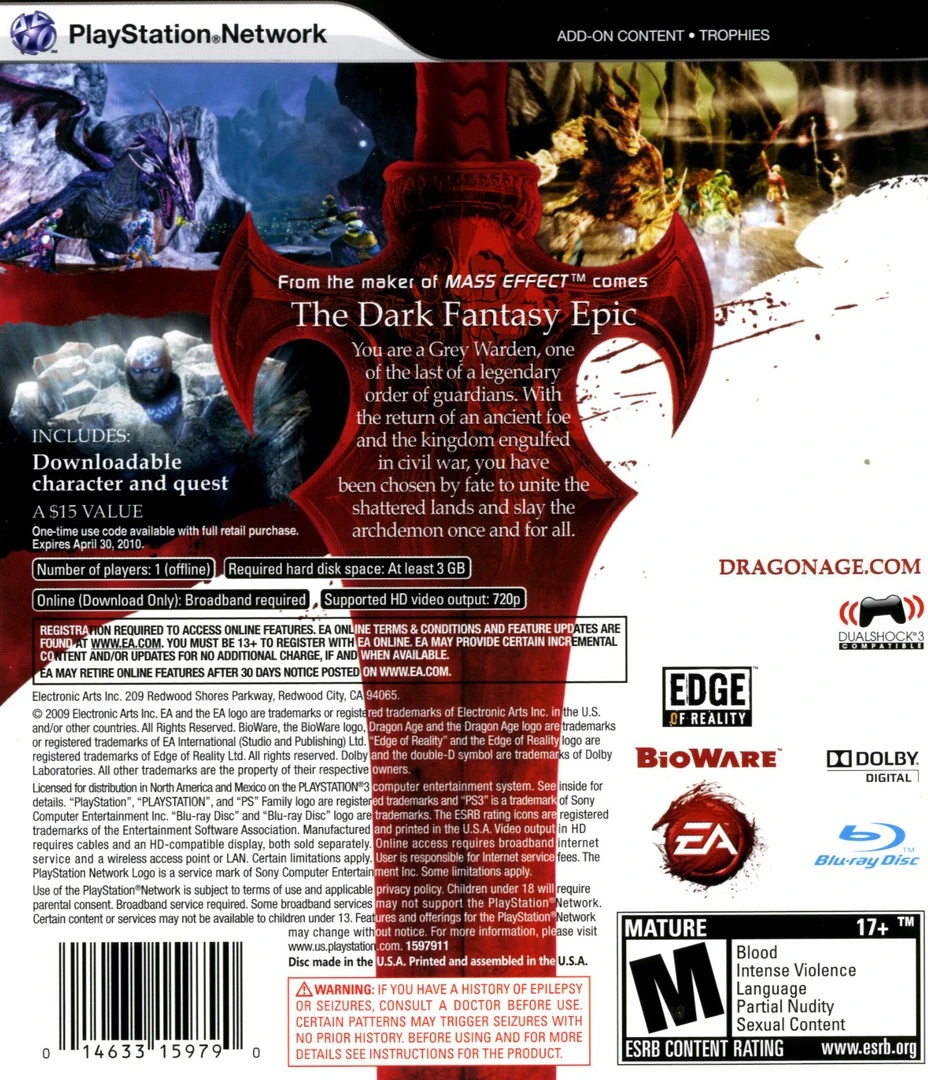 PlayStation®Network
ADD-ON CONTENT • TROPHIES
From the maker of MASS EFFECT™ comes
The Dark Fantasy Epic
You are a Grey Warden, one
of the last of a legendary
order of guardians. With
the return of an ancient foe
and the kingdom engulfed
in civil war, you have
been chosen by fate to unite the
shattered lands and slay the
archdemon once and for all.
INCLUDES:
Downloadable
character and quest
A $15 VALUE
One-time use code available with full retail purchase.
Expires April 30, 2010.
Number of players: 1 (offline)
Required hard disk space: At least 3 GB
Online (Download Only): Broadband required
Supported HD video output: 720p
DRAGONAGE.COM
REGISTRATION REQUIRED TO ACCESS ONLINE FEATURES. EA ONLINE TERMS & CONDITIONS AND FEATURE UPDATES ARE
FOUND AT WWW.EA.COM. YOU MUST BE 13+ TO REGISTER WITH EA ONLINE. EA MAY PROVIDE CERTAIN INCREMENTAL
CONTENT AND/OR UPDATES FOR NO ADDITIONAL CHARGE, IF AND WHEN AVAILABLE.
EA MAY RETIRE ONLINE FEATURES AFTER 30 DAYS NOTICE POSTED ON WWW.EA.COM.
Electronic Arts Inc. 209 Redwood Shores Parkway, Redwood City, CA 94065.
© 2009 Electronic Arts Inc. EA and the EA logo are trademarks or registered trademarks of Electronic Arts Inc. in the U.S.
and/or other countries. All Rights Reserved. BioWare, the BioWare logo, Dragon Age and the Dragon Age logo are trademarks
or registered trademarks of EA International (Studio and Publishing) Ltd. "Edge of Reality" and the Edge of Reality logo are
registered trademarks of Edge of Reality Ltd. All rights reserved. Dolby and the double-D symbol are trademarks of Dolby
Laboratories. All other trademarks are the property of their respective owners.
Licensed for distribution in North America and Mexico on the PLAYSTATION®3 computer entertainment system. See inside for
details. "PlayStation", "PLAYSTATION", and "PS" Family logo are registered trademarks and "PS3" is a trademark of Sony
Computer Entertainment Inc. "Blu-ray Disc" and "Blu-ray Disc" logo are trademarks. The ESRB rating icons are registered
trademarks of the Entertainment Software Association. Manufactured and printed in the U.S.A. Video output in HD
requires cables and an HD-compatible display, both sold separately. Online access requires broadband internet
service and a wireless access point or LAN. Certain limitations apply. User is responsible for Internet service fees. The
PlayStation Network Logo is a service mark of Sony Computer Entertainment Inc. Some limitations apply.
Use of the PlayStation®Network is subject to terms of use and applicable privacy policy. Children under 18 will require
parental consent. Broadband service required. Some broadband services may not support the PlayStation®Network.
Certain content or services may not be available to children under 13. Features and offerings for the PlayStation®Network
may change without notice. For more information, please visit
www.us.playstation.com. 1597911
Disc made in the U.S.A. Printed and assembled in the U.S.A.
DUALSHOCK®3
COMPATIBLE
EDGE™
OF REALITY
BIOWARE™
DOLBY
DIGITAL
EA
Blu-ray Disc™
0 14633 15979 0
WARNING: IF YOU HAVE A HISTORY OF EPILEPSY
OR SEIZURES, CONSULT A DOCTOR BEFORE USE.
CERTAIN PATTERNS MAY TRIGGER SEIZURES WITH
NO PRIOR HISTORY. BEFORE USING AND FOR MORE
DETAILS SEE INSTRUCTIONS FOR THE PRODUCT.
MATURE 17+ ™
M
Blood
Intense Violence
Language
Partial Nudity
Sexual Content
ESRB CONTENT RATING www.esrb.org